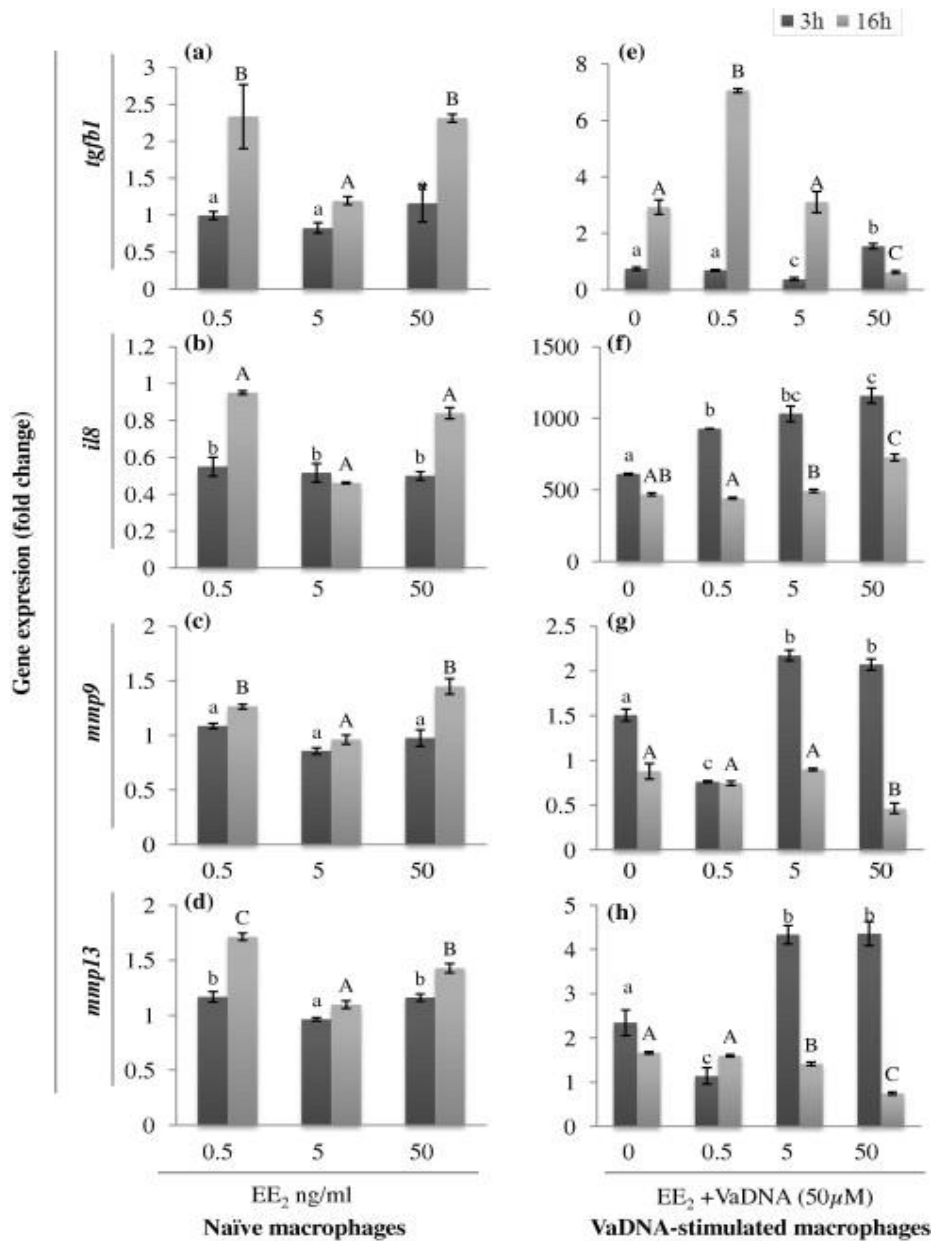 3h 16h
(a) (e)
tgfb1
3
2.5
2
1.5
1
0.5
0
B
a
a
A
a
B
0.5 5 50
8
6
4
2
0
a
A
a
B
c
A
b
C
0 0.5 5 50
(b) (f)
il8
1.2
1
0.8
0.6
0.4
0.2
0
b
A
b
A
b
A
0.5 5 50
1500
1000
500
0
a
AB
b
A
bc
B
c
C
0 0.5 5 50
Gene expresion (fold change)
(c) (g)
mmp9
2
1.5
1
0.5
0
a
B
a
A
a
B
0.5 5 50
2.5
2
1.5
1
0.5
0
a
A
c
A
b
A
b
B
0 0.5 5 50
(d) (h)
mmp13
2
1.5
1
0.5
0
b
C
a
A
b
B
0.5 5 50
5
4
3
2
1
0
a
A
c
A
b
B
b
C
0 0.5 5 50
EE₂ ng/ml
Naïve macrophages
EE₂ +VaDNA (50µM)
VaDNA-stimulated macrophages